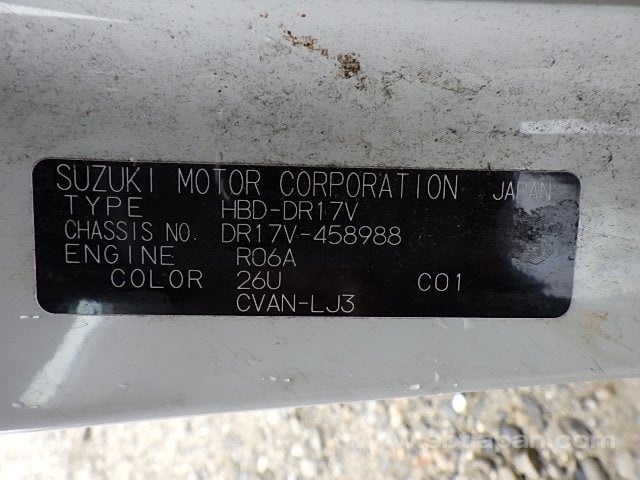 SUZUKI MOTOR CORPORATION JAPAN
TYPE HBD-DR17V
CHASSIS NO. DR17V-458988
ENGINE R06A
COLOR 26U C01
CVAN-LJ3